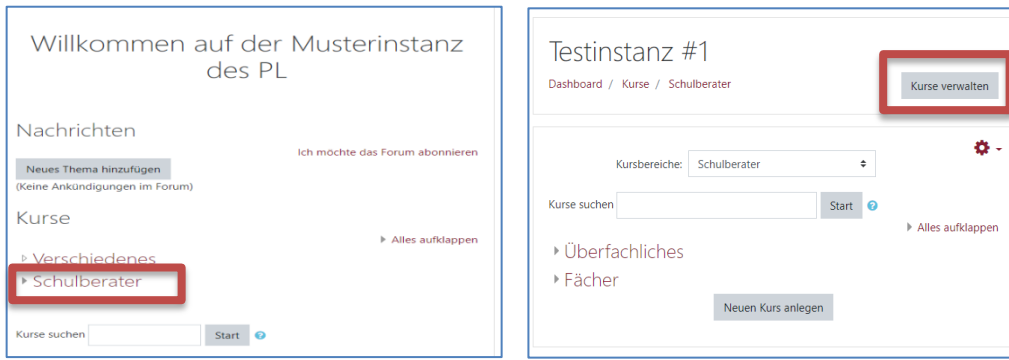 Willkommen auf der Musterinstanz
des PL
Nachrichten
Ich möchte das Forum abonnieren
Neues Thema hinzufügen
(Keine Ankündigungen im Forum)
Kurse
Alles aufklappen
Verschiedenes
Schulberater
Kurse suchen Start
Testinstanz #1
Dashboard / Kurse / Schulberater
Kurse verwalten
Kursbereiche: Schulberater
Kurse suchen Start
Alles aufklappen
Überfachliches
Fächer
Neuen Kurs anlegen